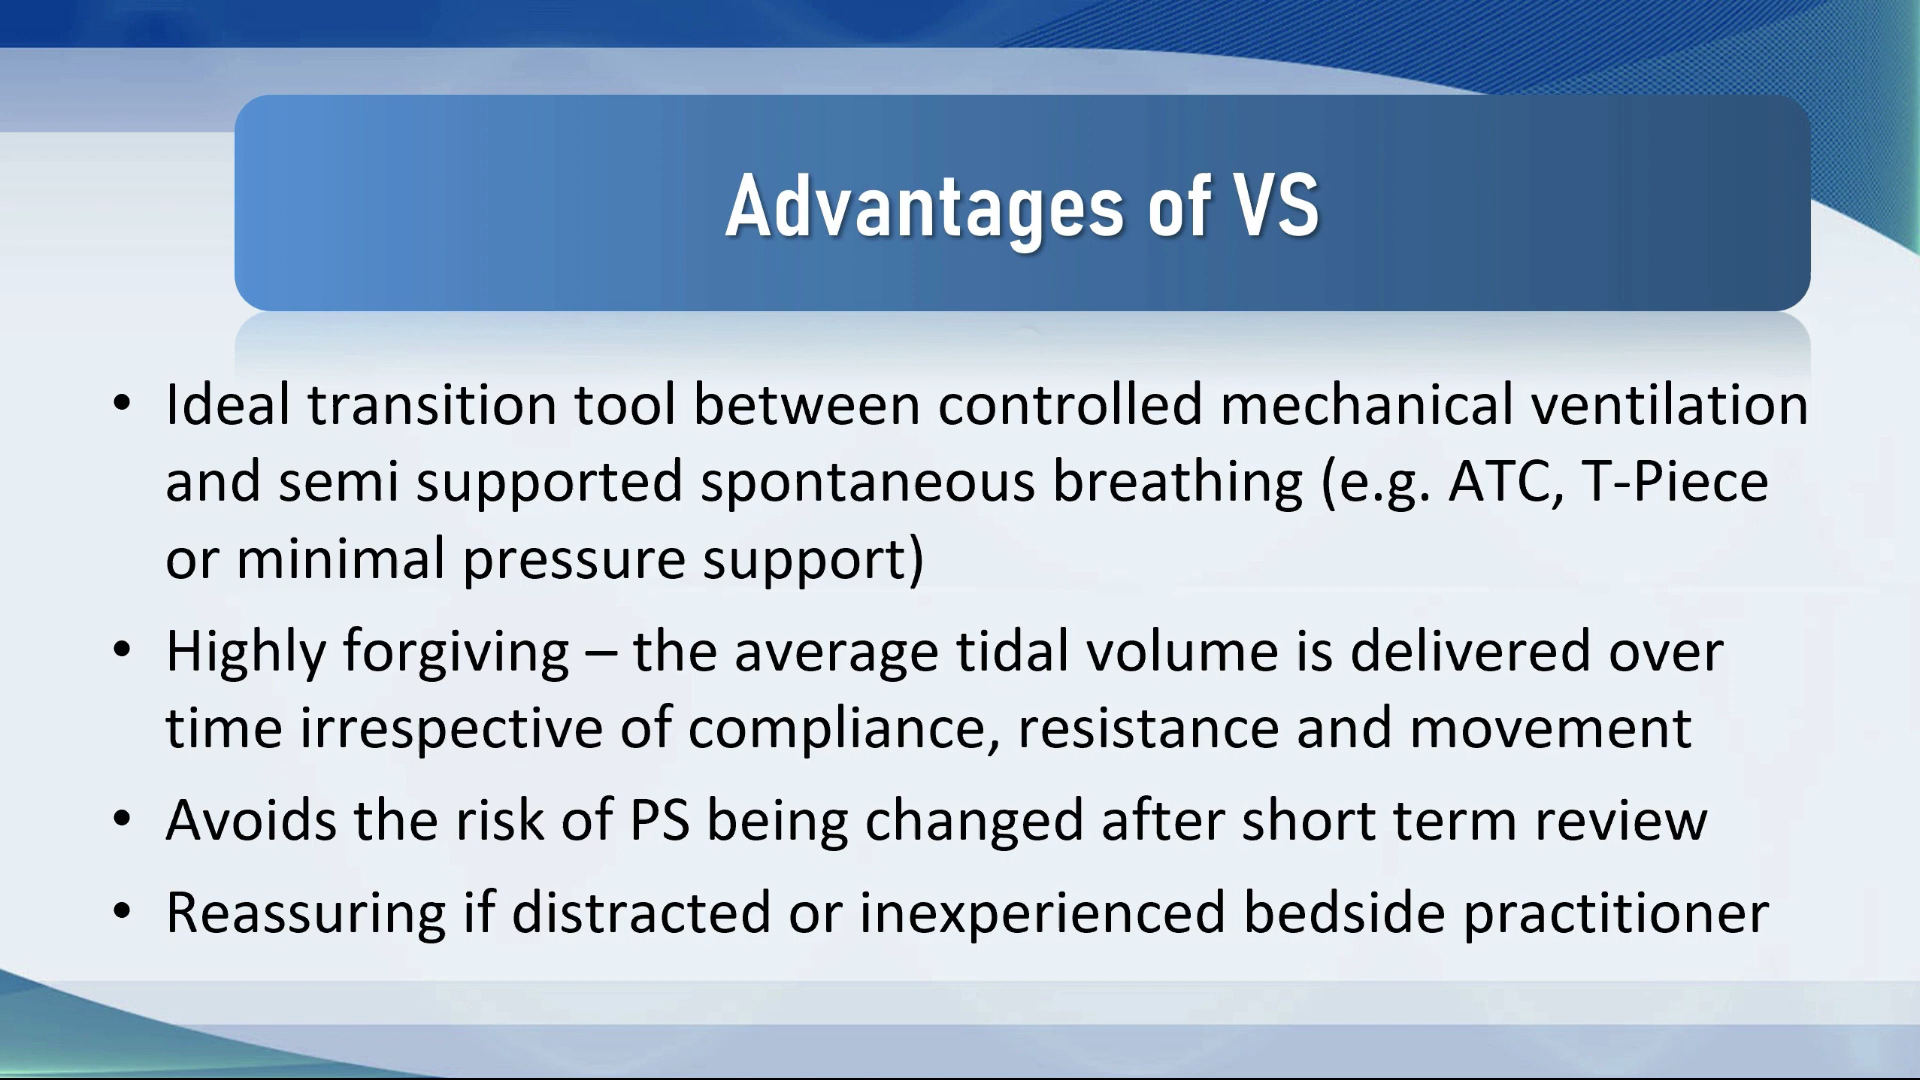 Advantages of VS
• Ideal transition tool between controlled mechanical ventilation
and semi supported spontaneous breathing (e.g. ATC, T-Piece
or minimal pressure support)
• Highly forgiving – the average tidal volume is delivered over
time irrespective of compliance, resistance and movement
• Avoids the risk of PS being changed after short term review
• Reassuring if distracted or inexperienced bedside practitioner